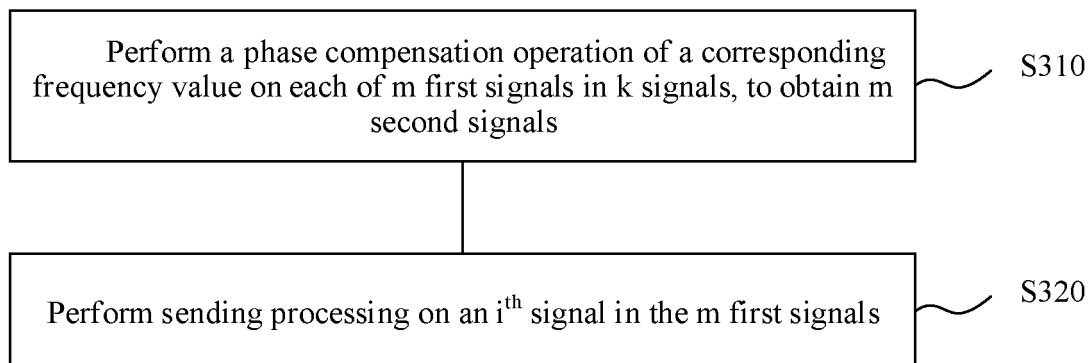 Perform a phase compensation operation of a corresponding
frequency value on each of m first signals in k signals, to obtain m
second signals
S310
Perform sending processing on an iᵗʰ signal in the m first signals
S320